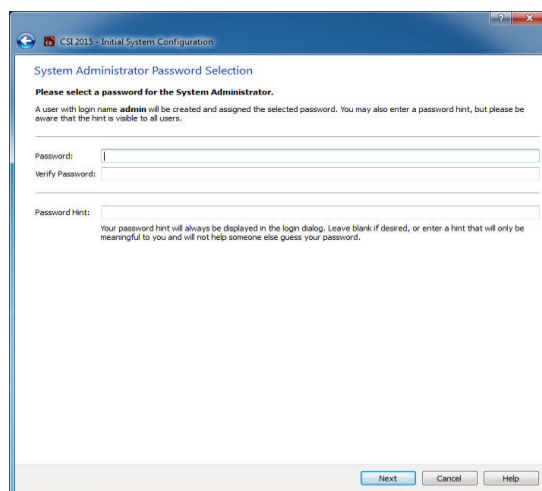 CSI 2015 - Initial System Configuration
System Administrator Password Selection
Please select a password for the System Administrator.
A user with login name admin will be created and assigned the selected password. You may also enter a password hint, but please be
aware that the hint is visible to all users.
Password:
Verify Password:
Password Hint:
Your password hint will always be displayed in the login dialog. Leave blank if desired, or enter a hint that will only be
meaningful to you and will not help someone else guess your password.
Next Cancel Help